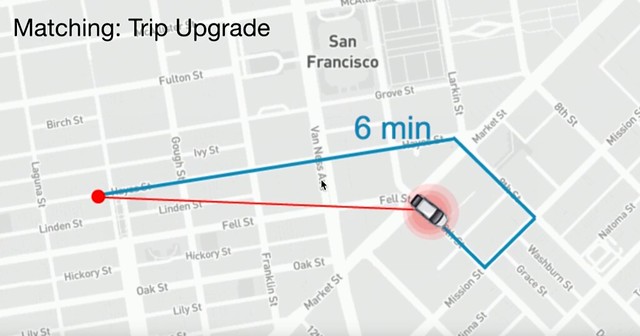 Matching: Trip Upgrade
San
Francisco
Fulton St
Larkin St
Grove St
8th St
Mission St
Birch St
6 min
Market St
Gough St
Ivy St
Van Ness A
Hayes St
Laguna St
Hayes St
9th St
Linden St
Fell St
Natoma St
Linden St
Fell St
Washburn St
Hickory St
Franklin St
Oak St
Mission St
Grace St
Hickory St
Oak St
Market St
Lily St
Minna St
Lily St
12